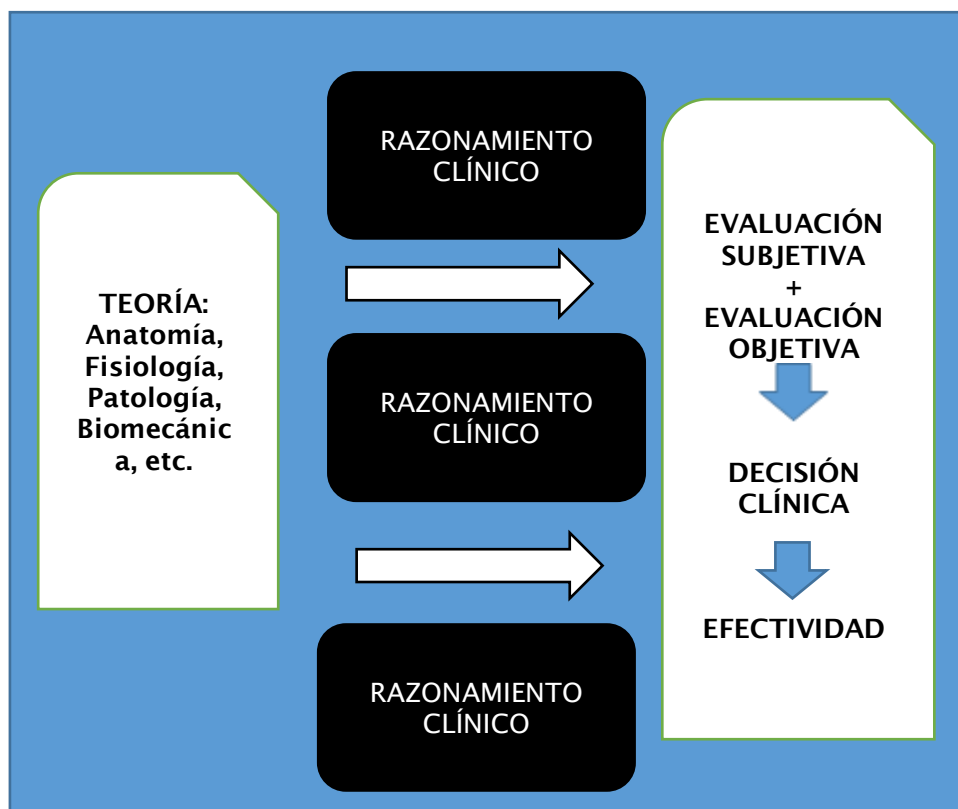 TEORÍA:
Anatomía,
Fisiología,
Patología,
Biomecánic
a, etc.
RAZONAMIENTO
CLÍNICO
RAZONAMIENTO
CLÍNICO
RAZONAMIENTO
CLÍNICO
EVALUACIÓN
SUBJETIVA
+
EVALUACIÓN
OBJETIVA
DECISIÓN
CLÍNICA
EFECTIVIDAD